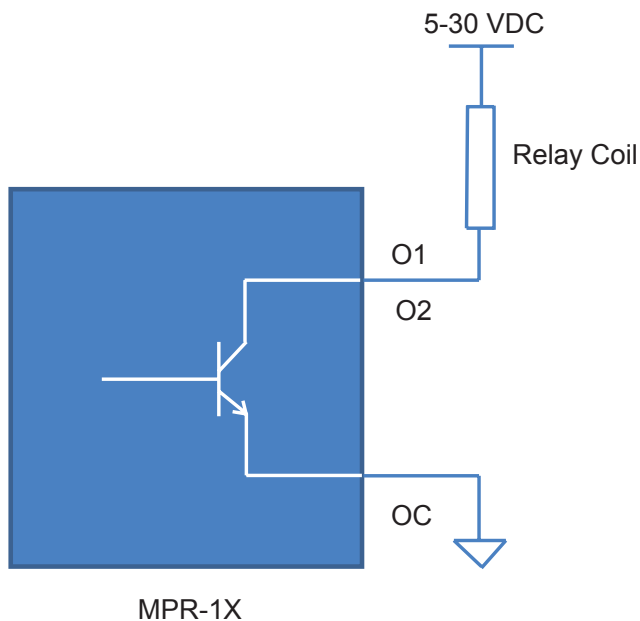 5-30 VDC
Relay Coil
O1
O2
OC
MPR-1X